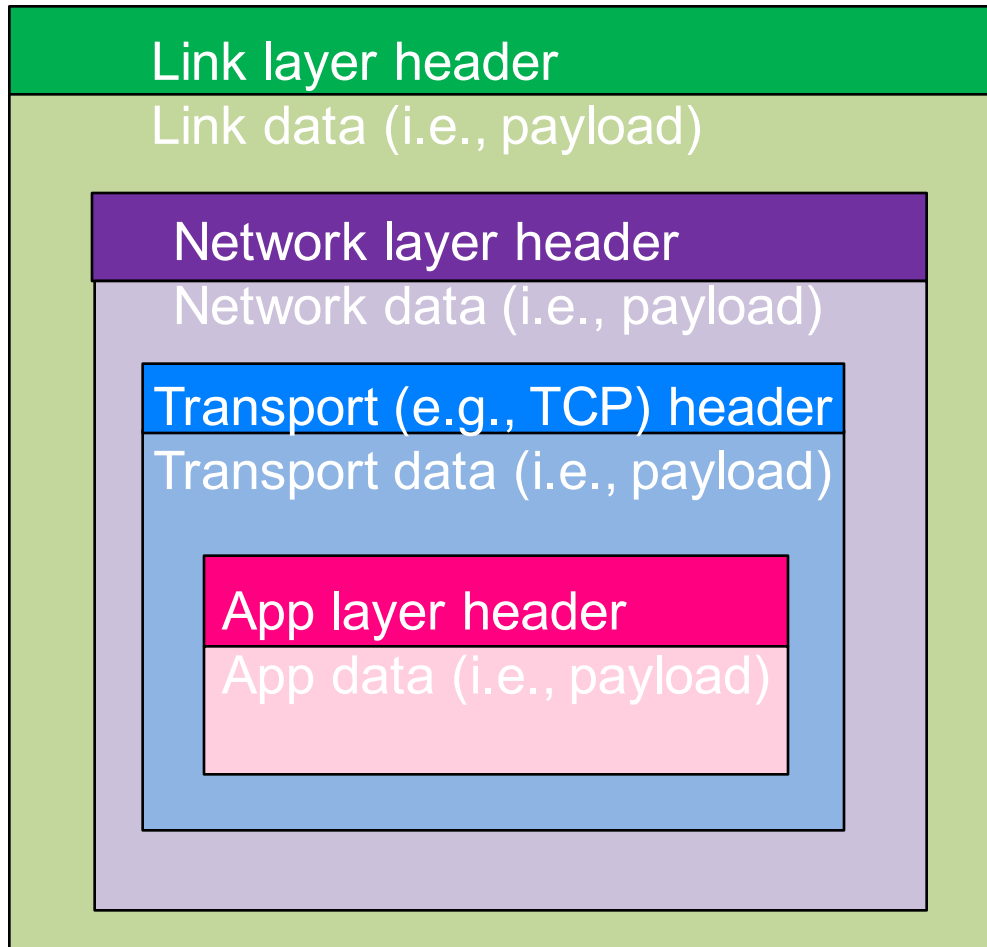 Link layer header
Link data (i.e., payload)
Network layer header
Network data (i.e., payload)
Transport (e.g., TCP) header
Transport data (i.e., payload)
App layer header
App data (i.e., payload)